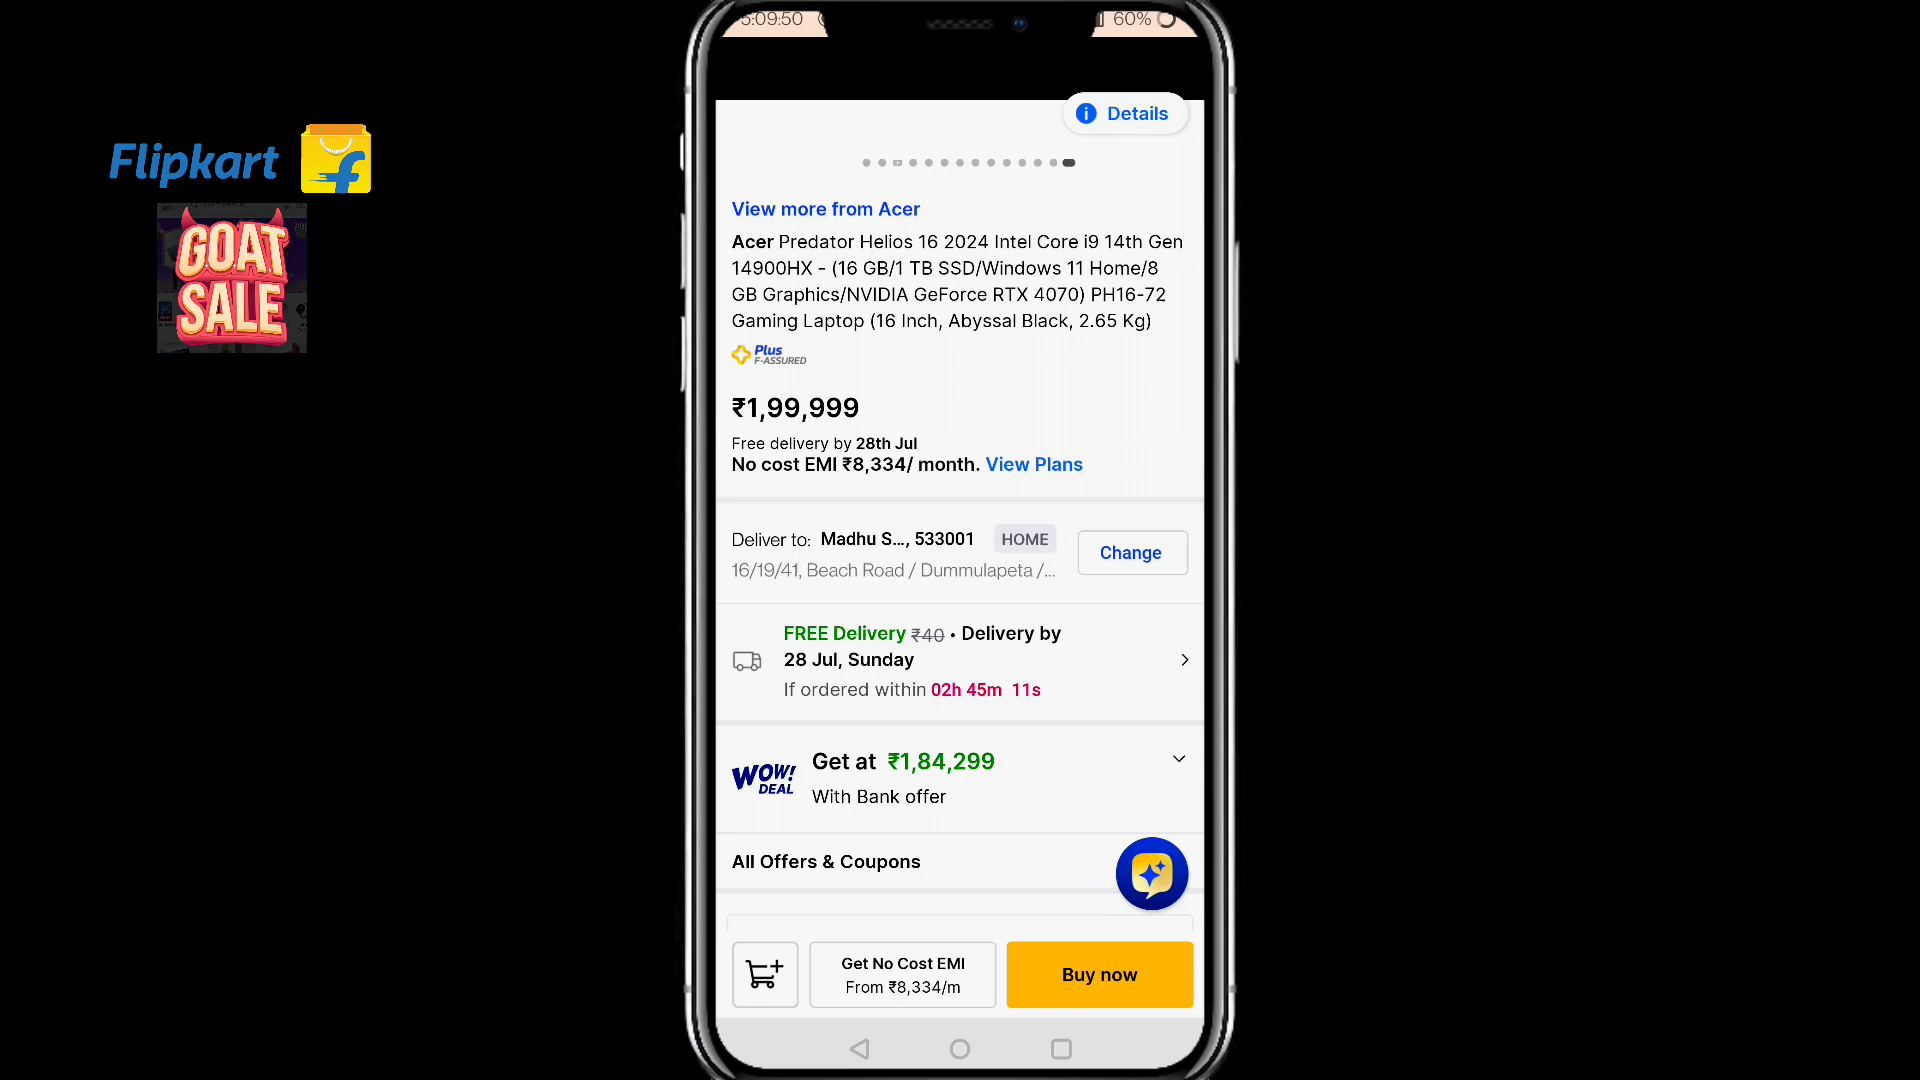 5:09:50
60%
Details
Flipkart
GOAT
SALE
View more from Acer
Acer Predator Helios 16 2024 Intel Core i9 14th Gen
14900HX - (16 GB/1 TB SSD/Windows 11 Home/8
GB Graphics/NVIDIA GeForce RTX 4070) PH16-72
Gaming Laptop (16 Inch, Abyssal Black, 2.65 Kg)
Plus
F-ASSURED
₹1,99,999
Free delivery by 28th Jul
No cost EMI ₹8,334/ month. View Plans
Deliver to: Madhu S..., 533001 HOME
Change
16/19/41, Beach Road / Dummulapeta /...
FREE Delivery ₹40 • Delivery by
28 Jul, Sunday
If ordered within 02h 45m 11s
WOW!
DEAL
Get at ₹1,84,299
With Bank offer
All Offers & Coupons
Get No Cost EMI
From ₹8,334/m
Buy now